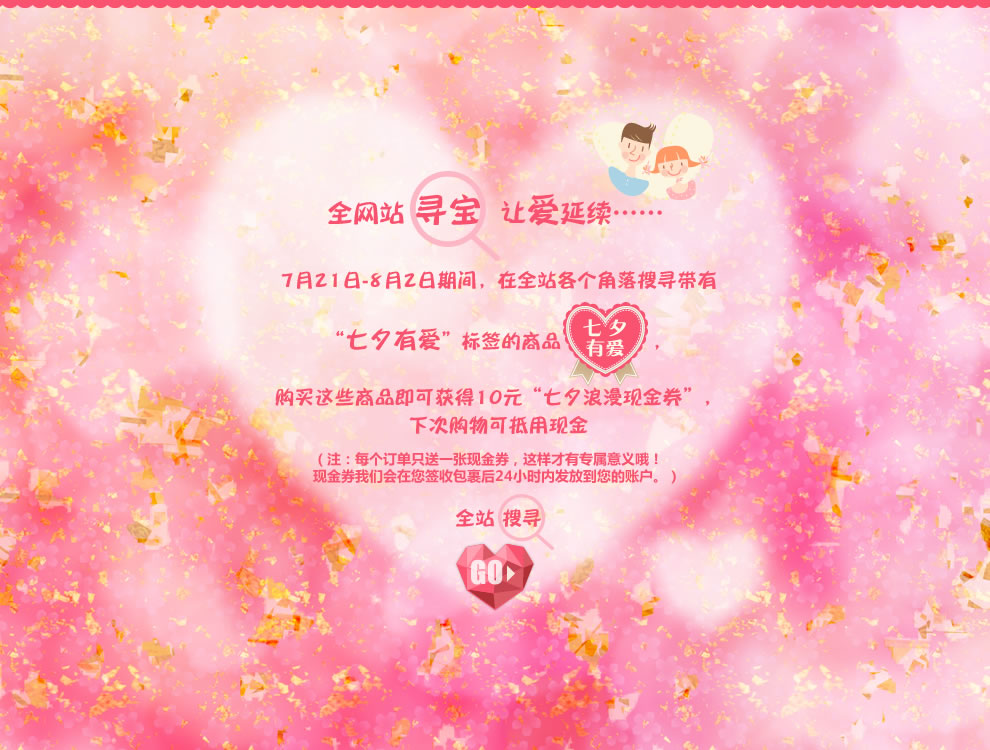 全网站 寻宝 让爱延续……
7月21日-8月2日期间，在全站各个角落搜寻带有
“七夕有爱”标签的商品 七夕有爱，
购买这些商品即可获得10元“七夕浪漫现金券”，
下次购物可抵用现金
（注：每个订单只送一张现金券，这样才有专属意义哦！
现金券我们会在您签收包裹后24小时内发放到您的账户。）
全站 搜寻
GO